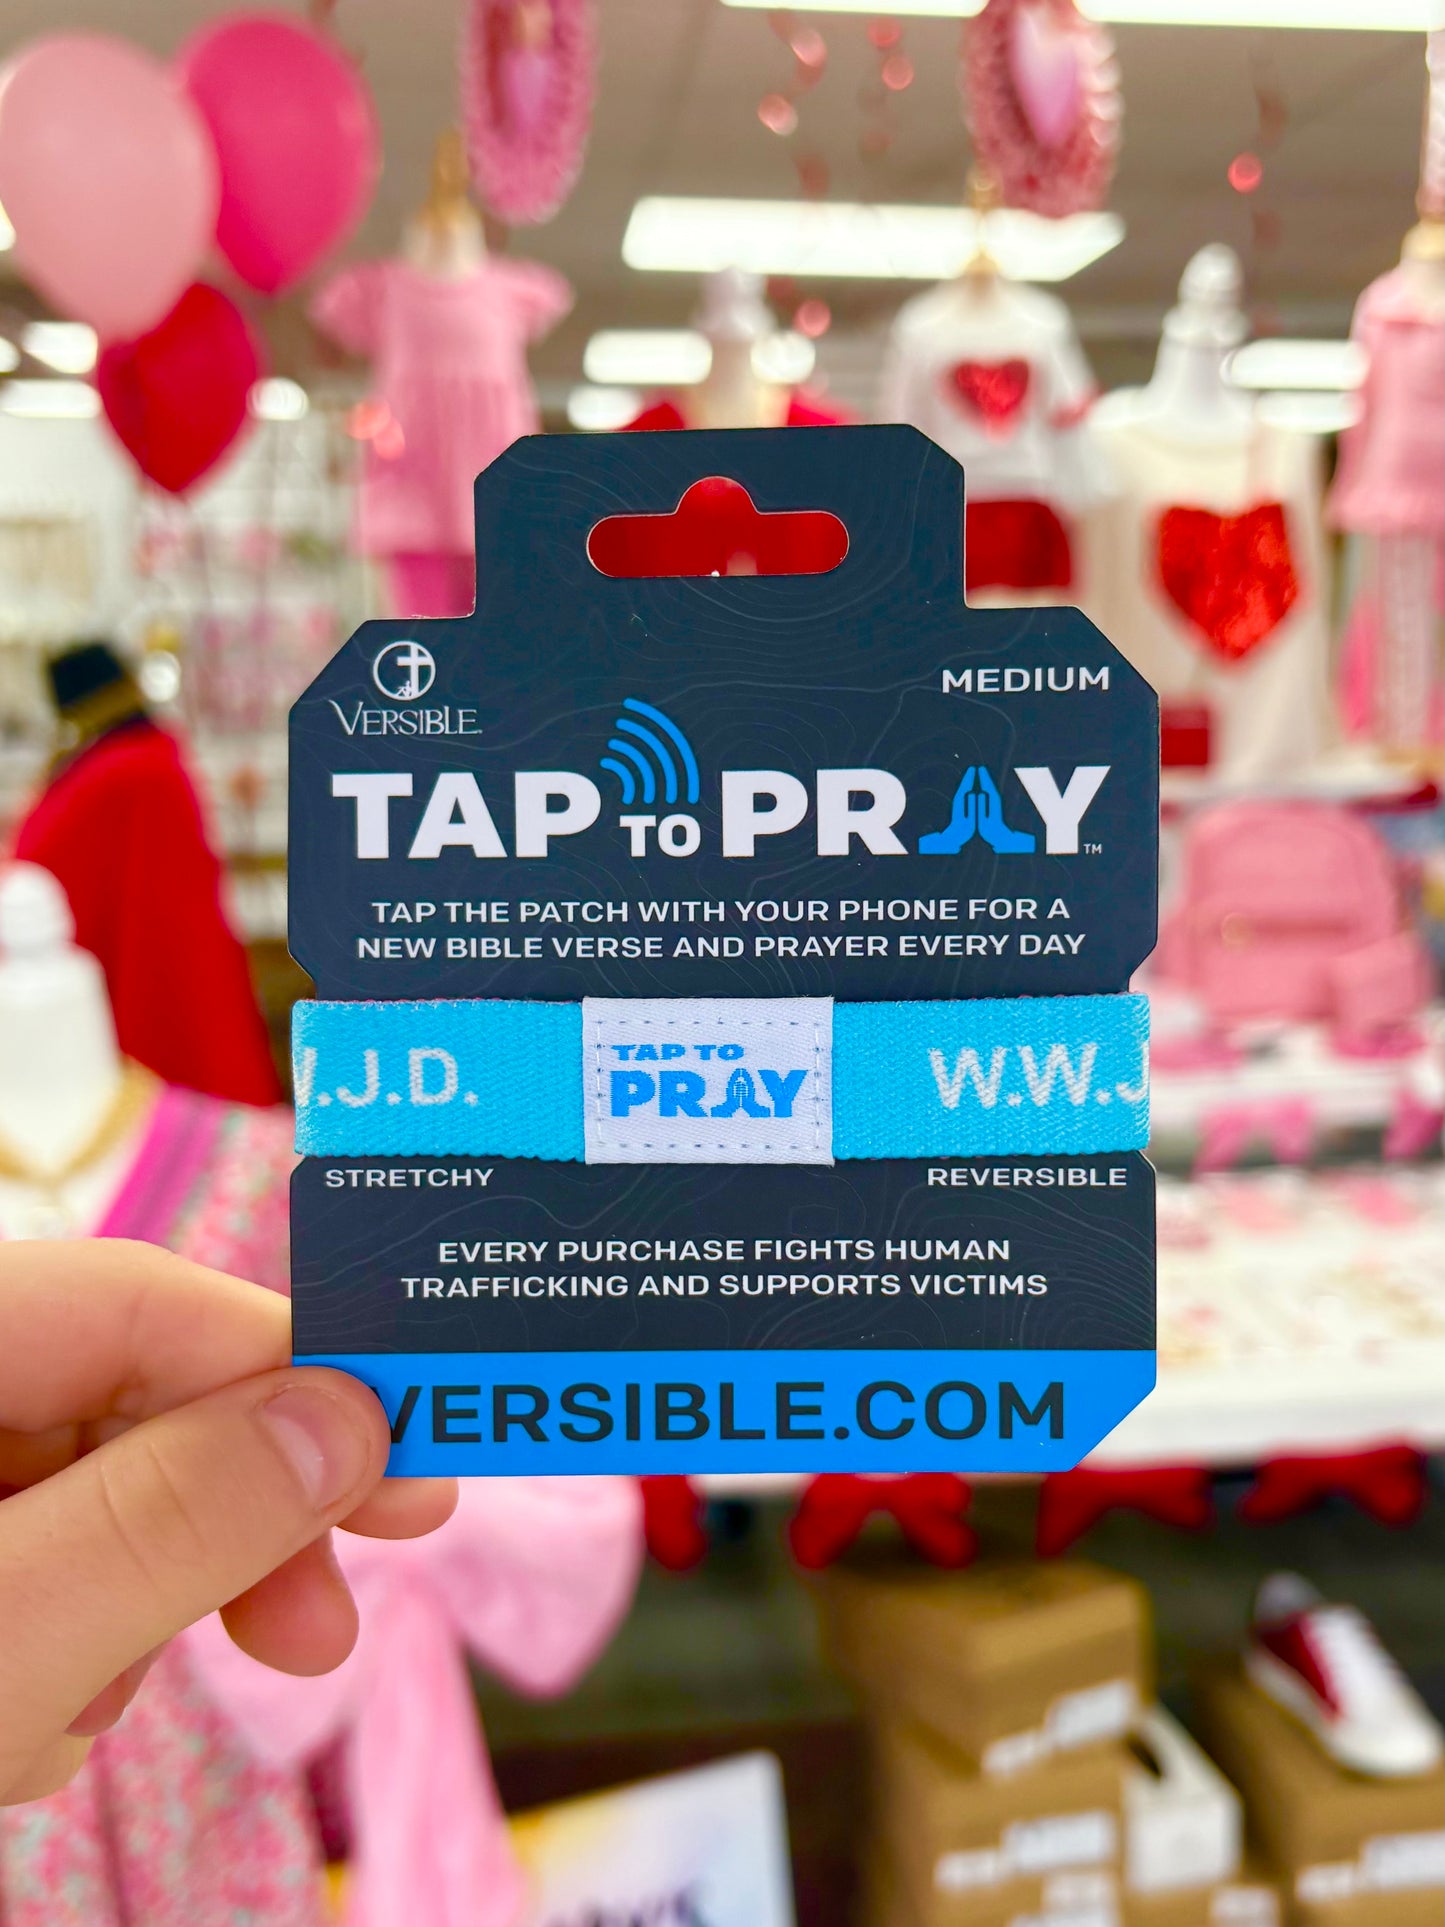 VERSIBLE
MEDIUM
TAP TO PRAY™
TAP THE PATCH WITH YOUR PHONE FOR A
NEW BIBLE VERSE AND PRAYER EVERY DAY
.J.D.
TAP TO
PRAY
W.W.J
STRETCHY
REVERSIBLE
EVERY PURCHASE FIGHTS HUMAN
TRAFFICKING AND SUPPORTS VICTIMS
VERSIBLE.COM